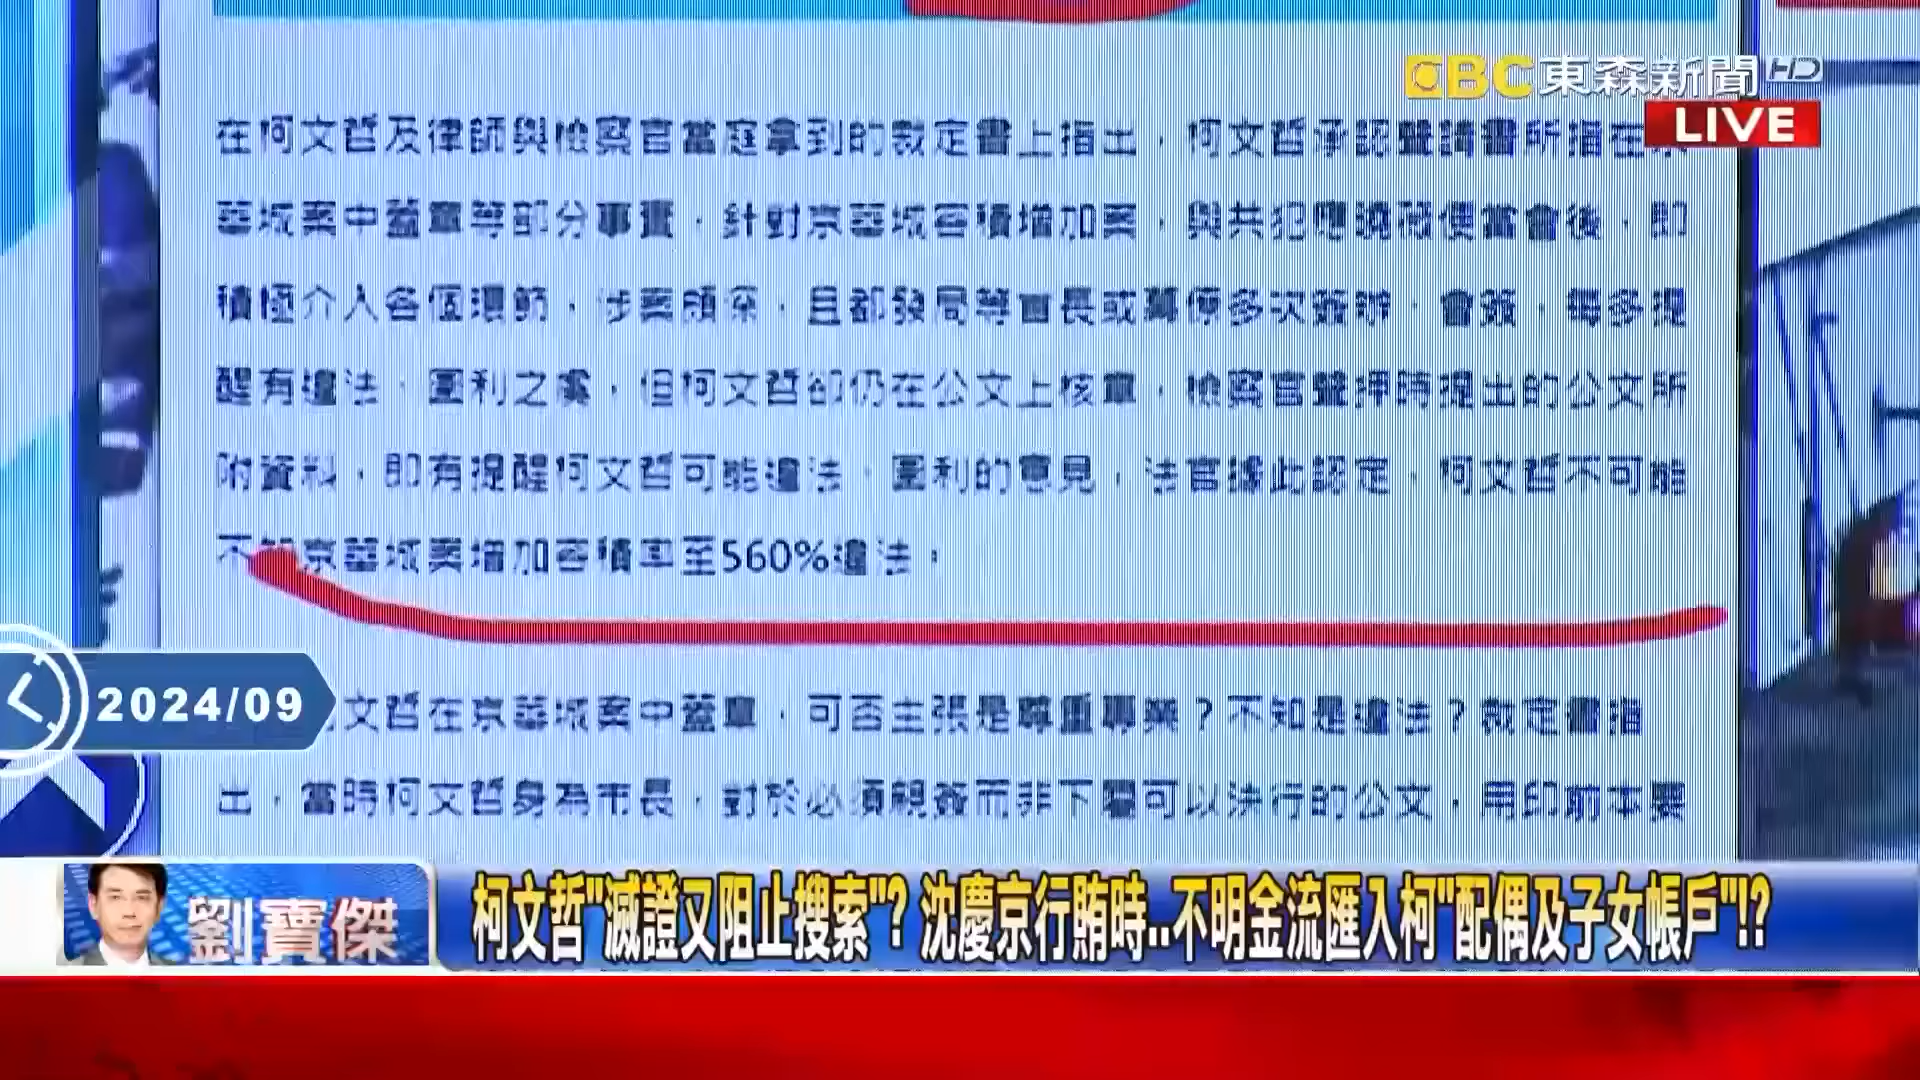 EBC東森新聞HD
LIVE
在柯文哲及律師與檢察官當庭拿到的裁定書上指出，柯文哲承認聲請書所指在京
華城案中蓋章等部分事實，針對京華城容積增加案，與共犯應曉薇便當會後，即
積極介入各個環節，涉案頗深，且都發局等首長或幕僚多次簽辦、會簽，每多提
醒有違法、圖利之虞，但柯文哲卻仍在公文上核章，檢察官聲押時提出的公文所
附資料，即有提醒柯文哲可能違法、圖利的意見，法官據此認定，柯文哲不可能
不知京華城案增加容積率至560%違法。
2024/09
文哲在京華城案中蓋章，可否主張是尊重專業？不知是違法？裁定書指
出，當時柯文哲身為市長，對於必須親簽而非下屬可以決行的公文，用印前本要
劉寶傑
柯文哲"滅證又阻止搜索"? 沈慶京行賄時..不明金流匯入柯"配偶及子女帳戶"!?